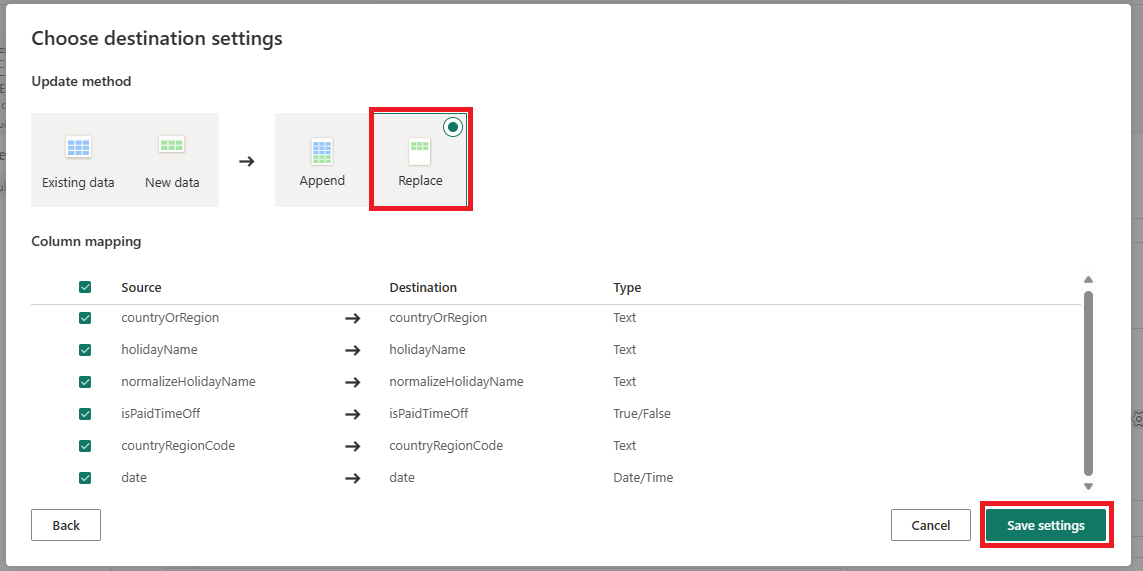 Choose destination settings
Update method
Existing data New data Append Replace
Column mapping
Source Destination Type
countryOrRegion countryOrRegion Text
holidayName holidayName Text
normalizeHolidayName normalizeHolidayName Text
isPaidTimeOff isPaidTimeOff True/False
countryRegionCode countryRegionCode Text
date date Date/Time
Back Cancel Save settings